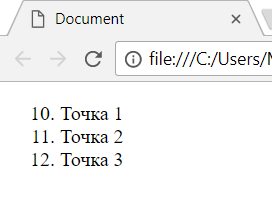 Document
file:///C:/Users/
10. Точка 1
11. Точка 2
12. Точка 3